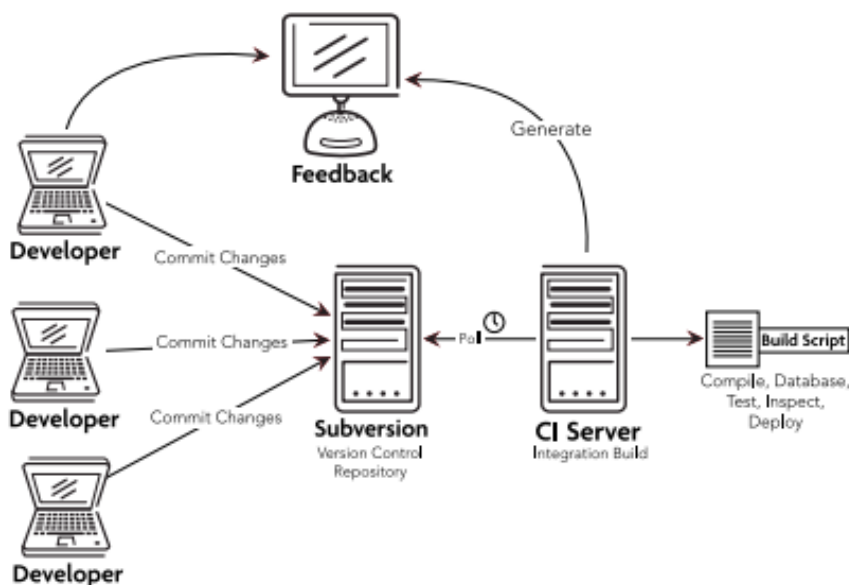 Generate
Feedback
Developer
Commit Changes
Developer
Commit Changes
Poll
Build Script
Compile, Database,
Test, Inspect,
Deploy
Commit Changes
Subversion
Version Control
Repository
CI Server
Integration Build
Developer